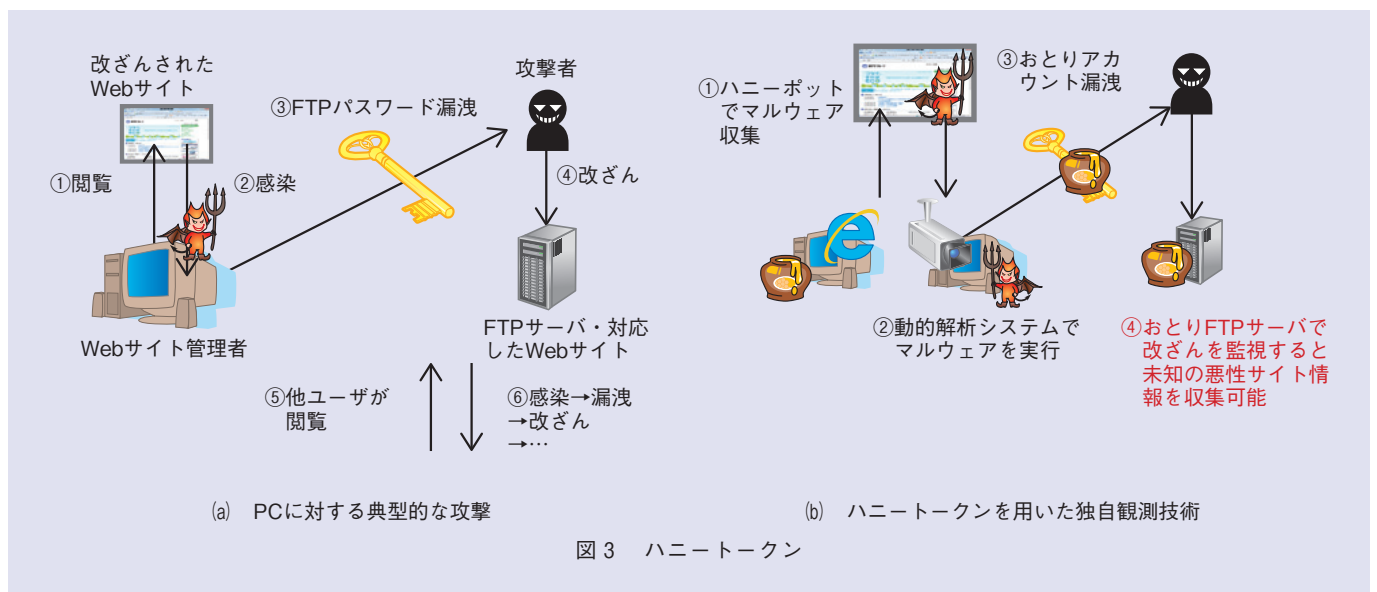 改ざんされた
Webサイト
①閲覧
②感染
Webサイト管理者
③FTPパスワード漏洩
攻撃者
④改ざん
FTPサーバ・対応
したWebサイト
⑤他ユーザが
閲覧
⑥感染→漏洩
→改ざん
→…
(a) PCに対する典型的な攻撃
①ハニーポット
でマルウェア
収集
②動的解析システムで
マルウェアを実行
③おとりアカ
ウント漏洩
④おとりFTPサーバで
改ざんを監視すると
未知の悪性サイト情
報を収集可能
(b) ハニートークンを用いた独自観測技術
図3 ハニートークン